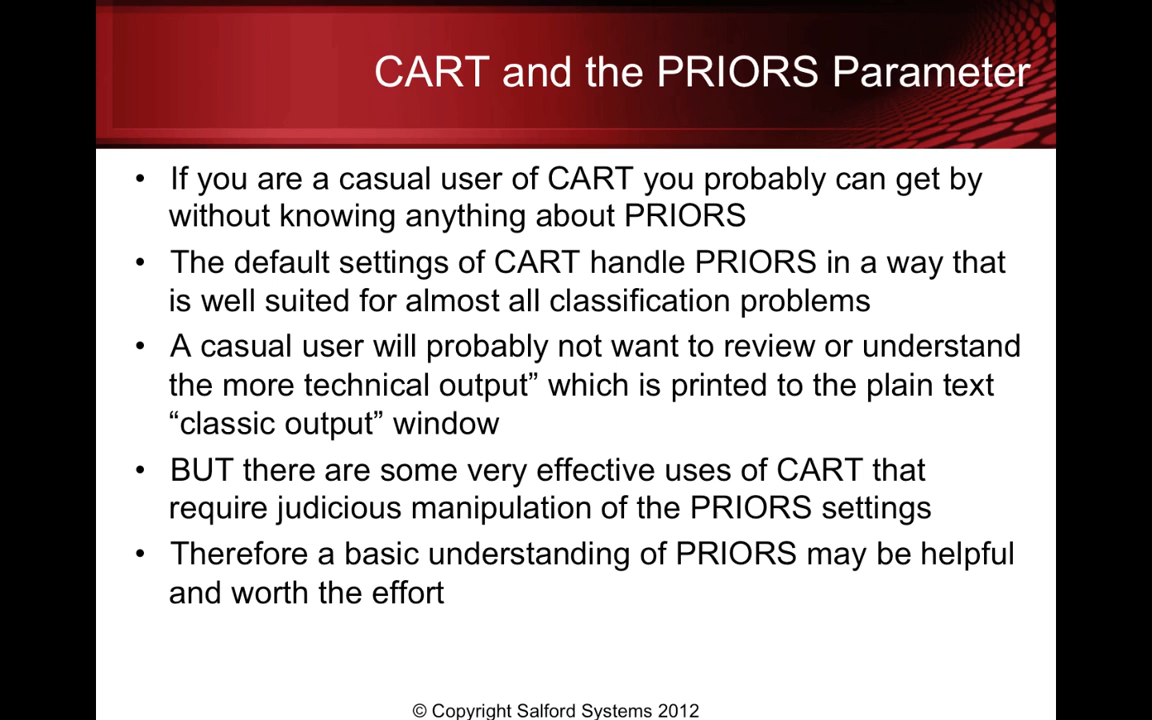 CART and the PRIORS Parameter
• If you are a casual user of CART you probably can get by
without knowing anything about PRIORS
• The default settings of CART handle PRIORS in a way that
is well suited for almost all classification problems
• A casual user will probably not want to review or understand
the more technical output” which is printed to the plain text
“classic output” window
• BUT there are some very effective uses of CART that
require judicious manipulation of the PRIORS settings
• Therefore a basic understanding of PRIORS may be helpful
and worth the effort
© Copyright Salford Systems 2012